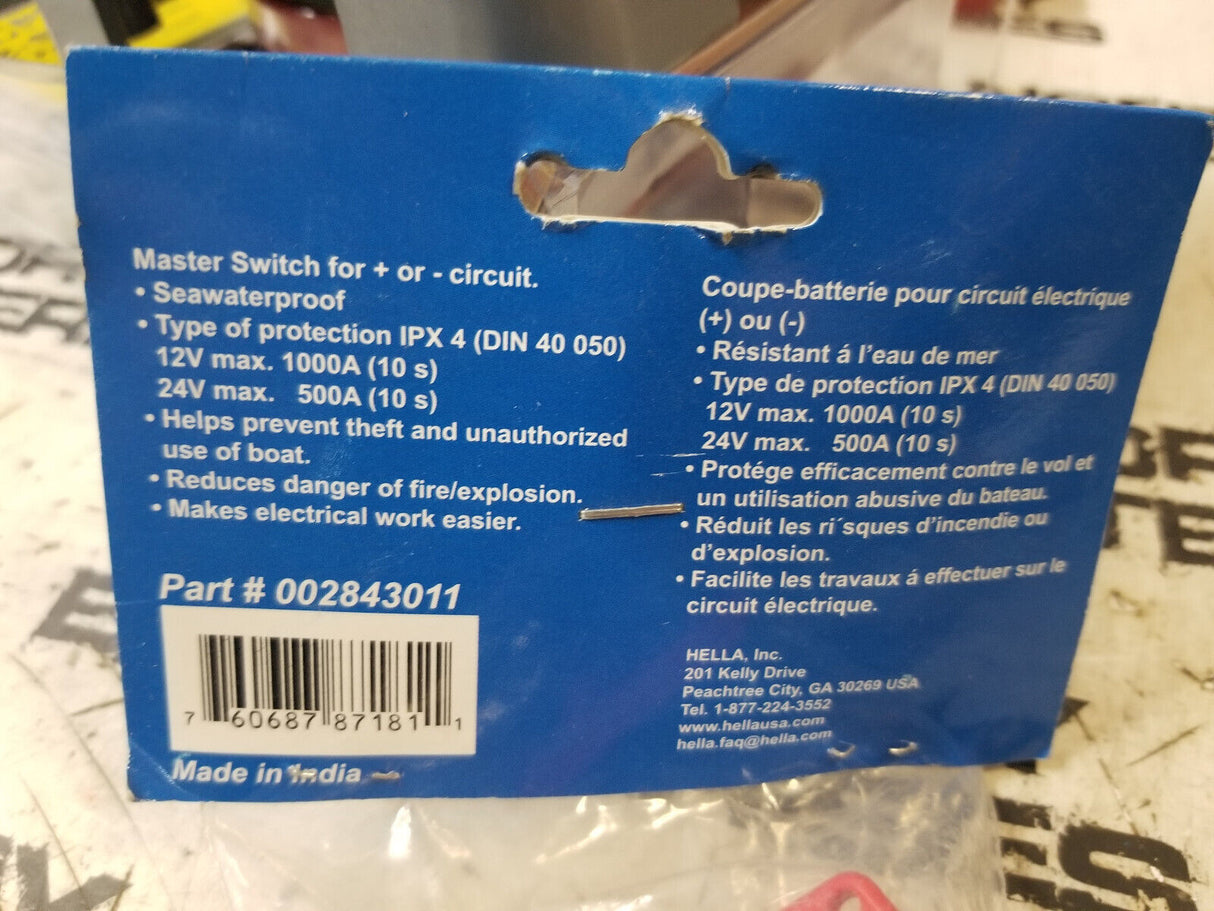 Master Switch for + or - circuit.
• Seawaterproof
• Type of protection IPX 4 (DIN 40 050)
12V max. 1000A (10 s)
24V max. 500A (10 s)
• Helps prevent theft and unauthorized
use of boat.
• Reduces danger of fire/explosion.
• Makes electrical work easier.
Part # 002843011
7 60687 87181 1
Made in India
Coupe-batterie pour circuit électrique
(+) ou (-)
• Résistant á l'eau de mer
• Type de protection IPX 4 (DIN 40 050)
12V max. 1000A (10 s)
24V max. 500A (10 s)
• Protége efficacement contre le vol et
un utilisation abusive du bateau.
• Réduit les ri´sques d'incendie ou
d'explosion.
• Facilite les travaux á effectuer sur le
circuit électrique.
HELLA, Inc.
201 Kelly Drive
Peachtree City, GA 30269 USA
Tel. 1-877-224-3552
www.hellausa.com
hella.faq@hella.com